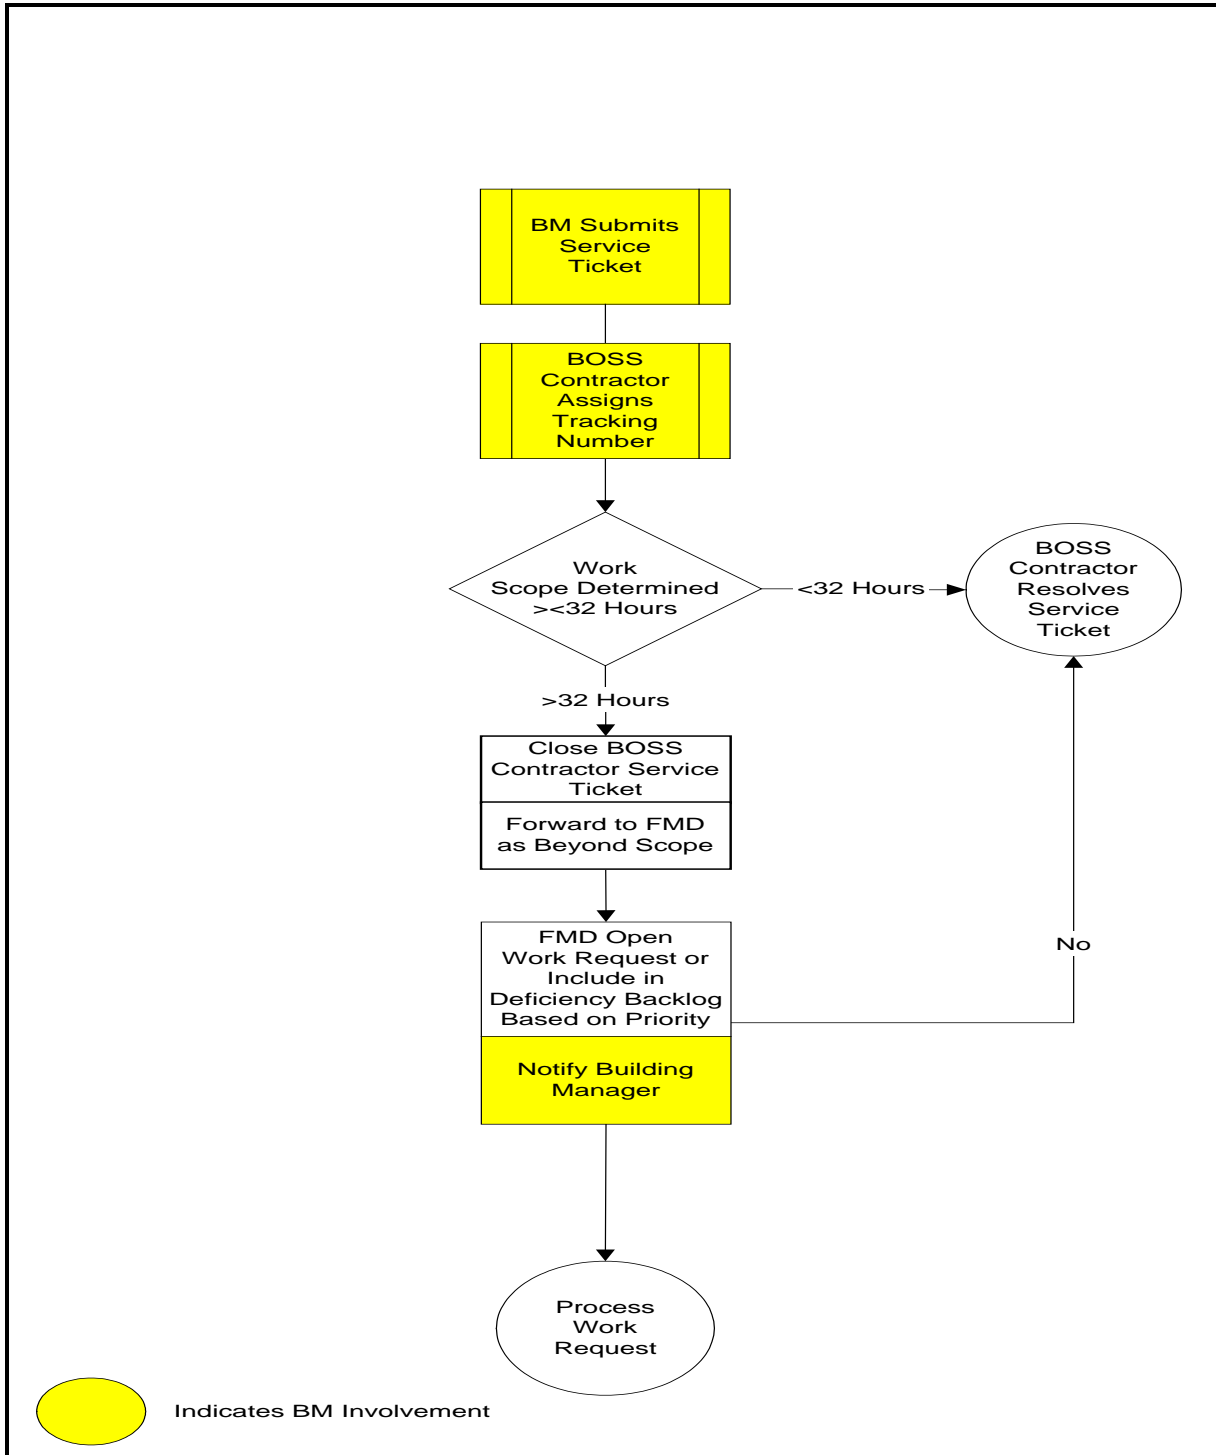 BM Submits
Service
Ticket
BOSS
Contractor
Assigns
Tracking
Number
Work
Scope Determined
><32 Hours
<32 Hours
BOSS
Contractor
Resolves
Service
Ticket
>32 Hours
Close BOSS
Contractor Service
Ticket
Forward to FMD
as Beyond Scope
FMD Open
Work Request or
Include in
Deficiency Backlog
Based on Priority
No
Notify Building
Manager
Process
Work
Request
Indicates BM Involvement